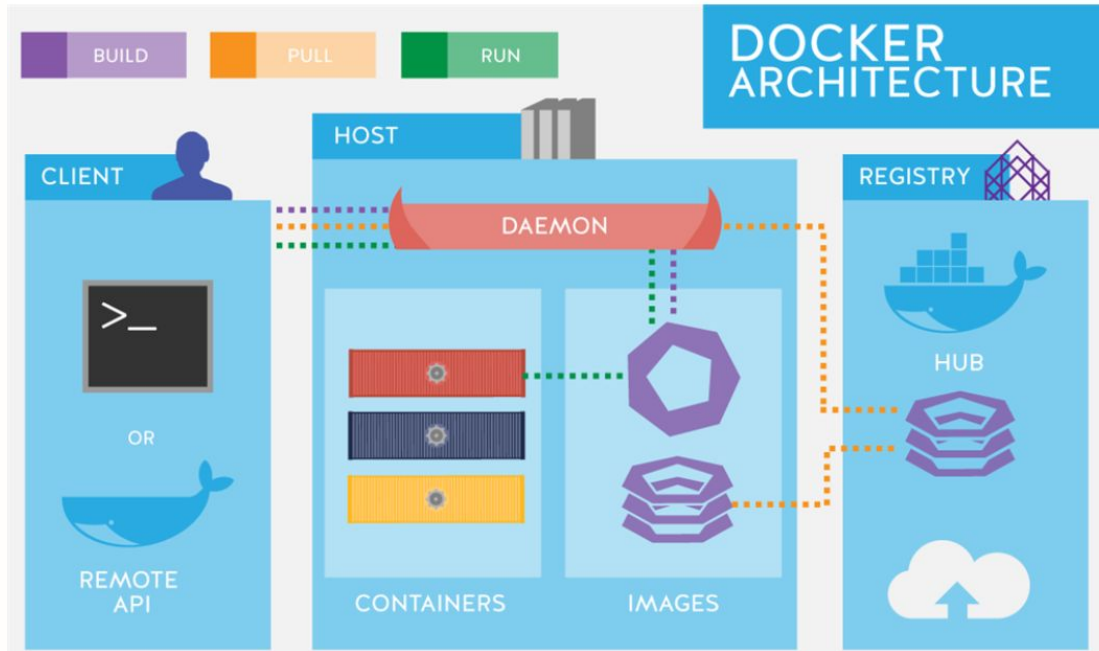 BUILD
PULL
RUN
DOCKER
ARCHITECTURE
CLIENT
HOST
REGISTRY
DAEMON
>_
OR
REMOTE
API
CONTAINERS
IMAGES
HUB